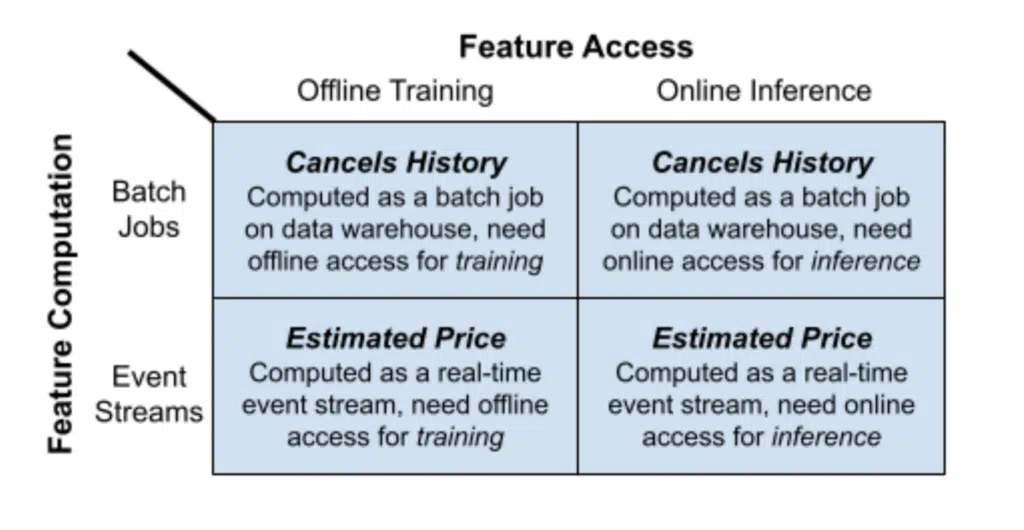 Feature Access
Offline Training
Online Inference
Feature Computation
Batch
Jobs
Cancels History
Computed as a batch job
on data warehouse, need
offline access for training
Cancels History
Computed as a batch job
on data warehouse, need
online access for inference
Event
Streams
Estimated Price
Computed as a real-time
event stream, need offline
access for training
Estimated Price
Computed as a real-time
event stream, need online
access for inference